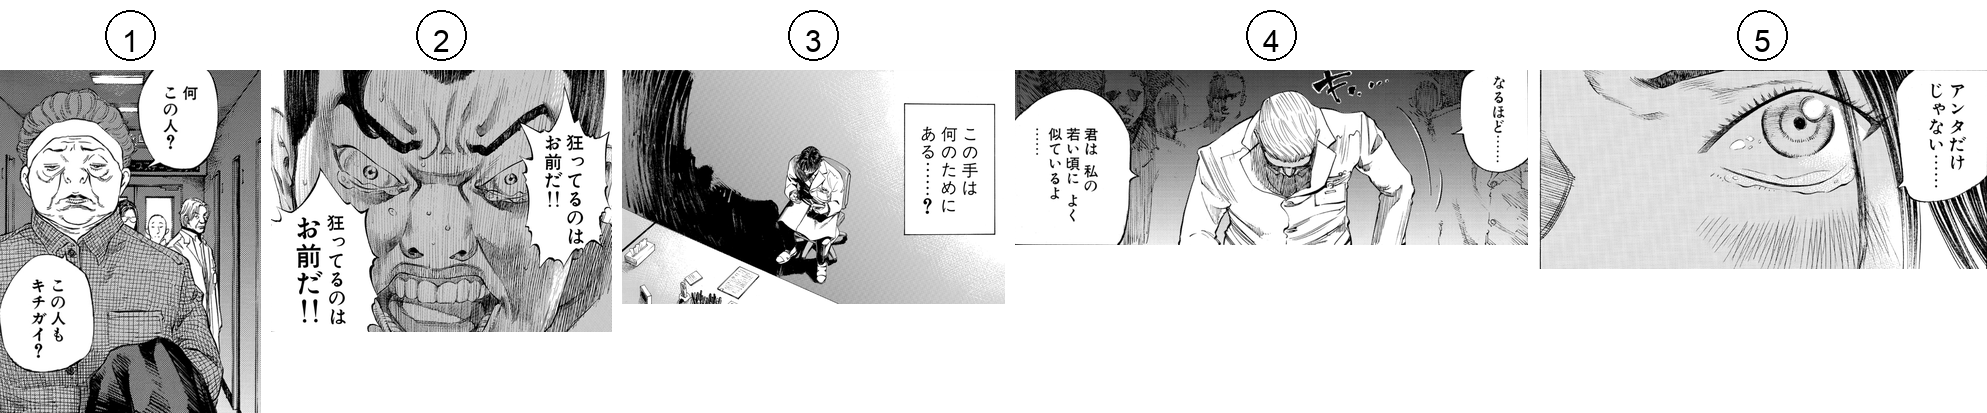 1
何
この人？
この人も
キチガイ？
2
狂ってるのは
お前だ!!
狂ってるのは
お前だ!!
3
この手は
何のために
ある……？
4
なるほど……
君は 私の
若い頃に よく
似ているよ
……
5
アンタだけ
じゃない……